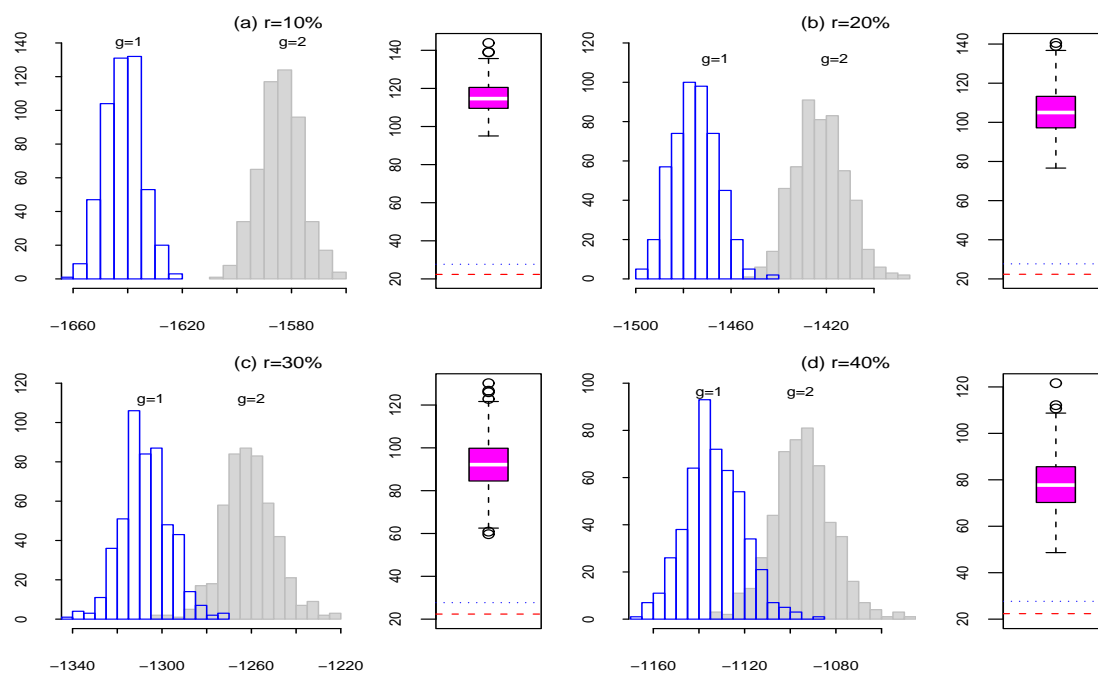 (a) r=10%
g=1
g=2
0 20 40 60 80 100 120 140
−1660 −1620 −1580
20 40 60 80 100 120 140
(b) r=20%
g=1
g=2
0 20 40 60 80 100 120
−1500 −1460 −1420
20 40 60 80 100 120 140
(c) r=30%
g=1
g=2
0 20 40 60 80 100 120
−1340 −1300 −1260 −1220
20 40 60 80 100 120
(d) r=40%
g=1
g=2
0 20 40 60 80 100
−1160 −1120 −1080
20 40 60 80 100 120